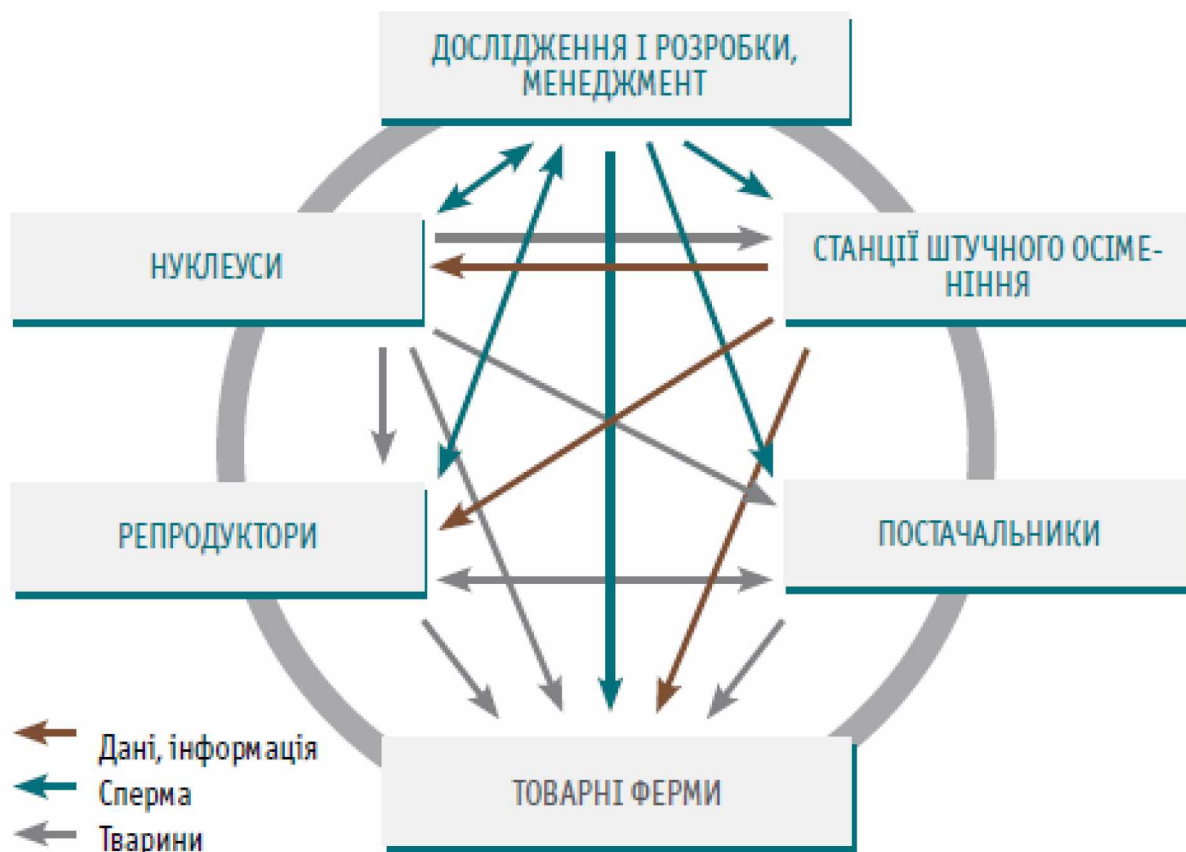 ДОСЛІДЖЕННЯ І РОЗРОБКИ,
МЕНЕДЖМЕНТ
НУКЛЕУСИ
СТАНЦІЇ ШТУЧНОГО ОСІМЕ-
НІННЯ
РЕПРОДУКТОРИ
ПОСТАЧАЛЬНИКИ
ТОВАРНІ ФЕРМИ
Дані, інформація
Сперма
Тварини